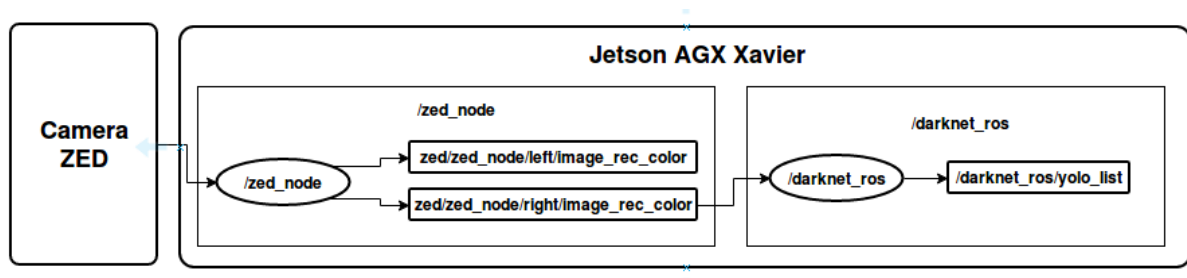 Jetson AGX Xavier
Camera
ZED
/zed_node
/zed_node
zed/zed_node/left/image_rec_color
zed/zed_node/right/image_rec_color
/darknet_ros
/darknet_ros
/darknet_ros/yolo_list